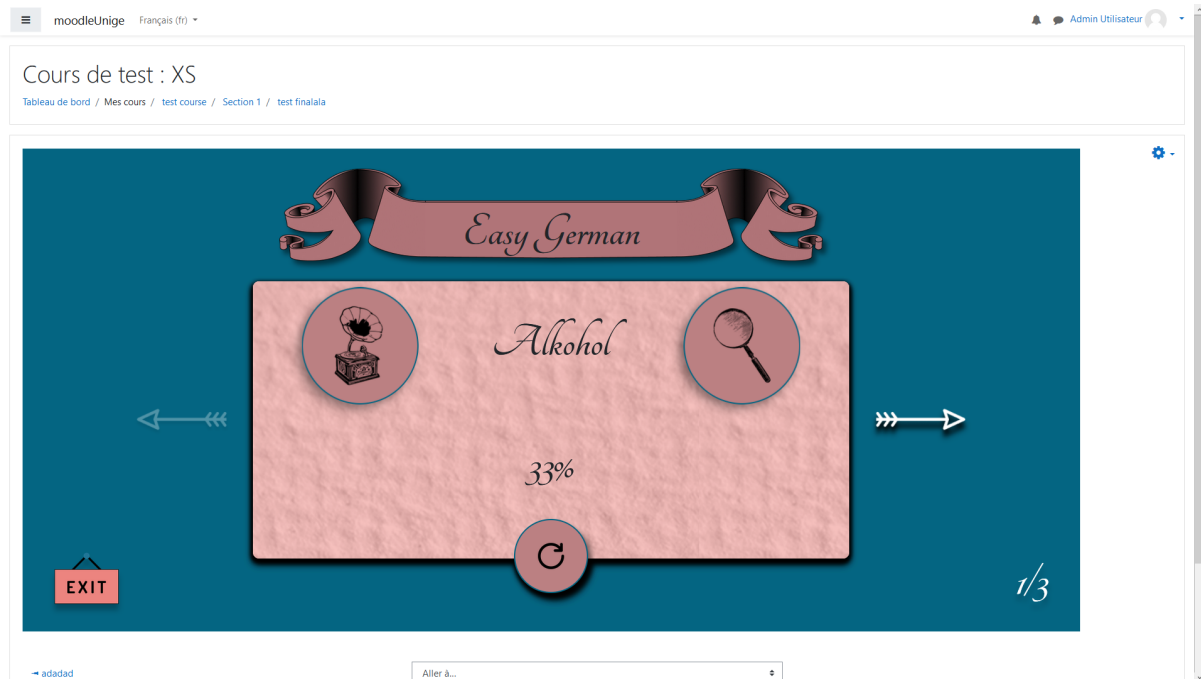 moodleUnige Français (fr) Admin Utilisateur
Cours de test : XS
Tableau de bord / Mes cours / test course / Section 1 / test finalala
Easy German
Alkohol
33%
EXIT
1/3
◄ adadad Aller à...